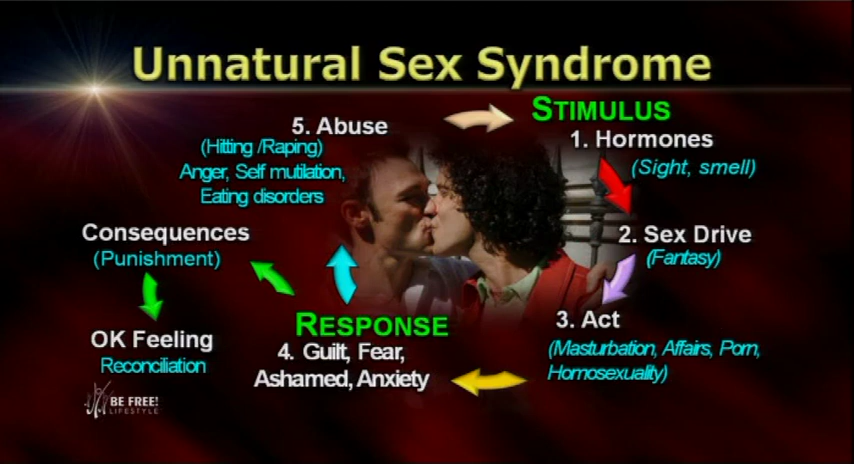 Unnatural Sex Syndrome
STIMULUS
1. Hormones
(Sight, smell)
2. Sex Drive
(Fantasy)
3. Act
(Masturbation, Affairs, Porn,
Homosexuality)
RESPONSE
4. Guilt, Fear,
Ashamed, Anxiety
5. Abuse
(Hitting /Raping)
Anger, Self mutilation,
Eating disorders
Consequences
(Punishment)
OK Feeling
Reconciliation
BE FREE!
LIFESTYLE